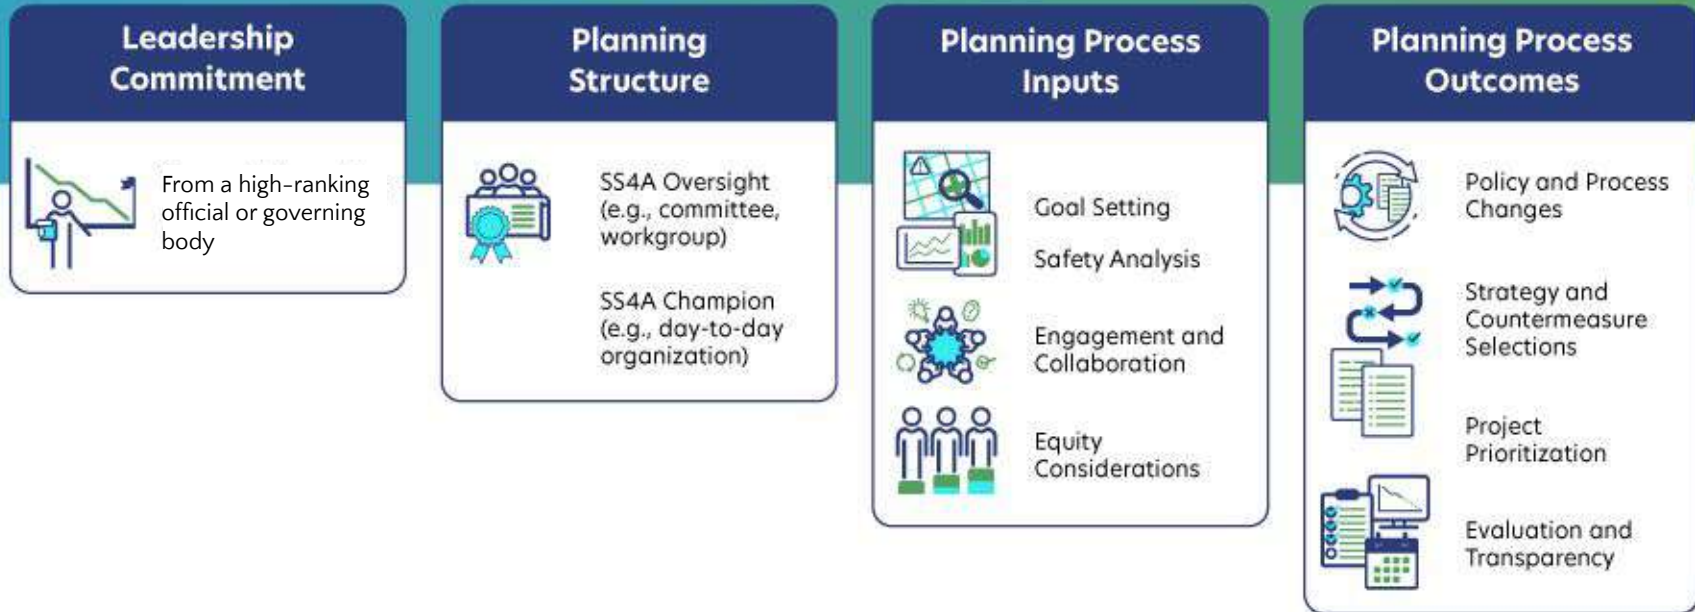 Leadership
Commitment
From a high-ranking
official or governing
body
Planning
Structure
SS4A Oversight
(e.g., committee,
workgroup)
SS4A Champion
(e.g., day-to-day
organization)
Planning Process
Inputs
Goal Setting
Safety Analysis
Engagement and
Collaboration
Equity
Considerations
Planning Process
Outcomes
Policy and Process
Changes
Strategy and
Countermeasure
Selections
Project
Prioritization
Evaluation and
Transparency